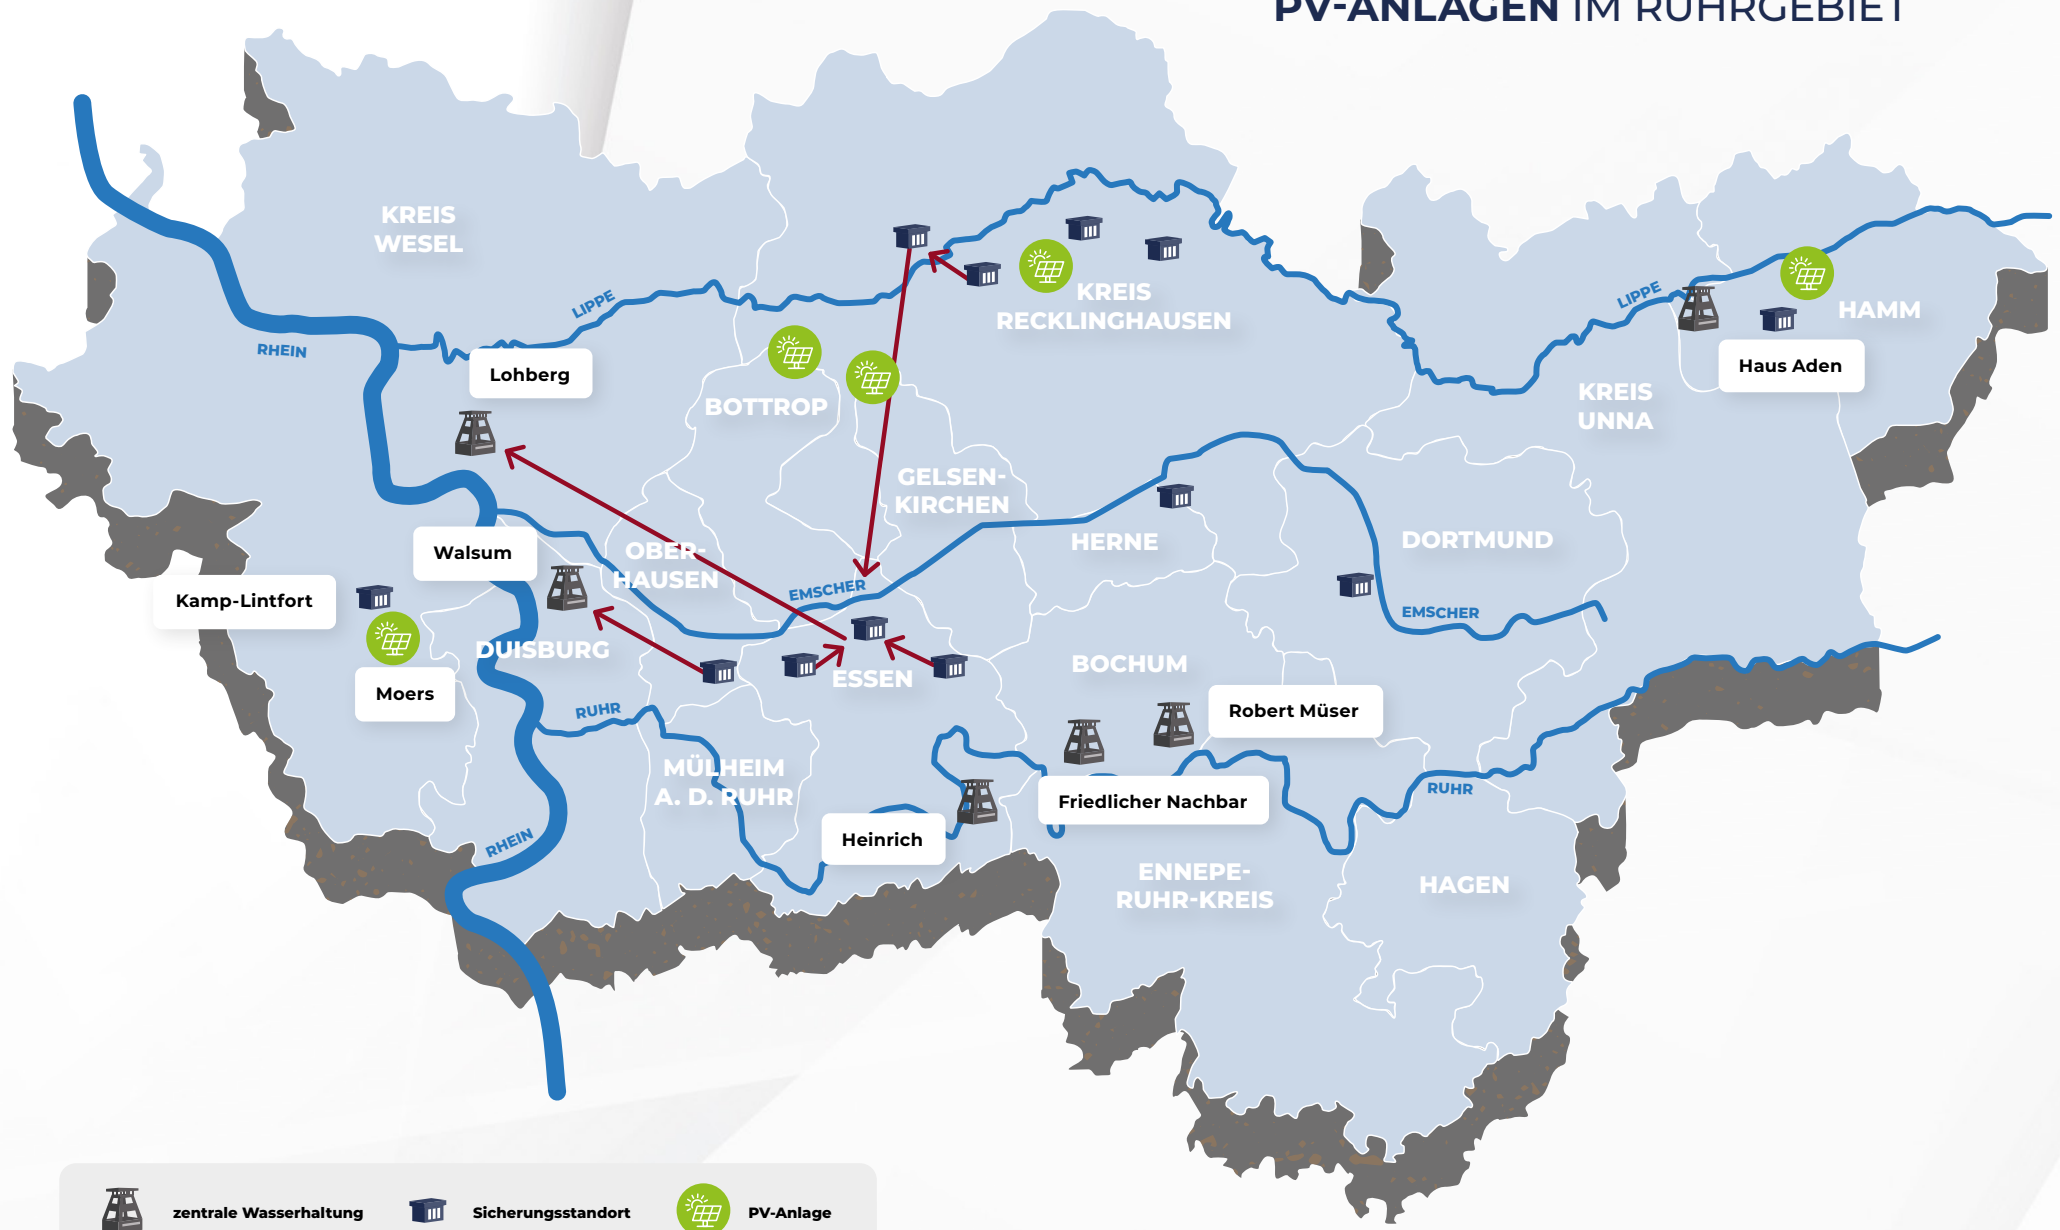 PV-ANLAGEN IM RUHRGEBIET
KREIS
WESEL
LIPPE
RHEIN
Lohberg
KREIS
RECKLINGHAUSEN
LIPPE
HAMM
Haus Aden
KREIS
UNNA
BOTTROP
GELSEN-
KIRCHEN
Walsum
OBER-
HAUSEN
EMSCHER
HERNE
DORTMUND
EMSCHER
Kamp-Lintfort
DUISBURG
Moers
ESSEN
BOCHUM
RUHR
Robert Müser
MÜLHEIM
A. D. RUHR
RUHR
Friedlicher Nachbar
Heinrich
RHEIN
ENNEPE-
RUHR-KREIS
HAGEN
zentrale Wasserhaltung
Sicherungsstandort
PV-Anlage